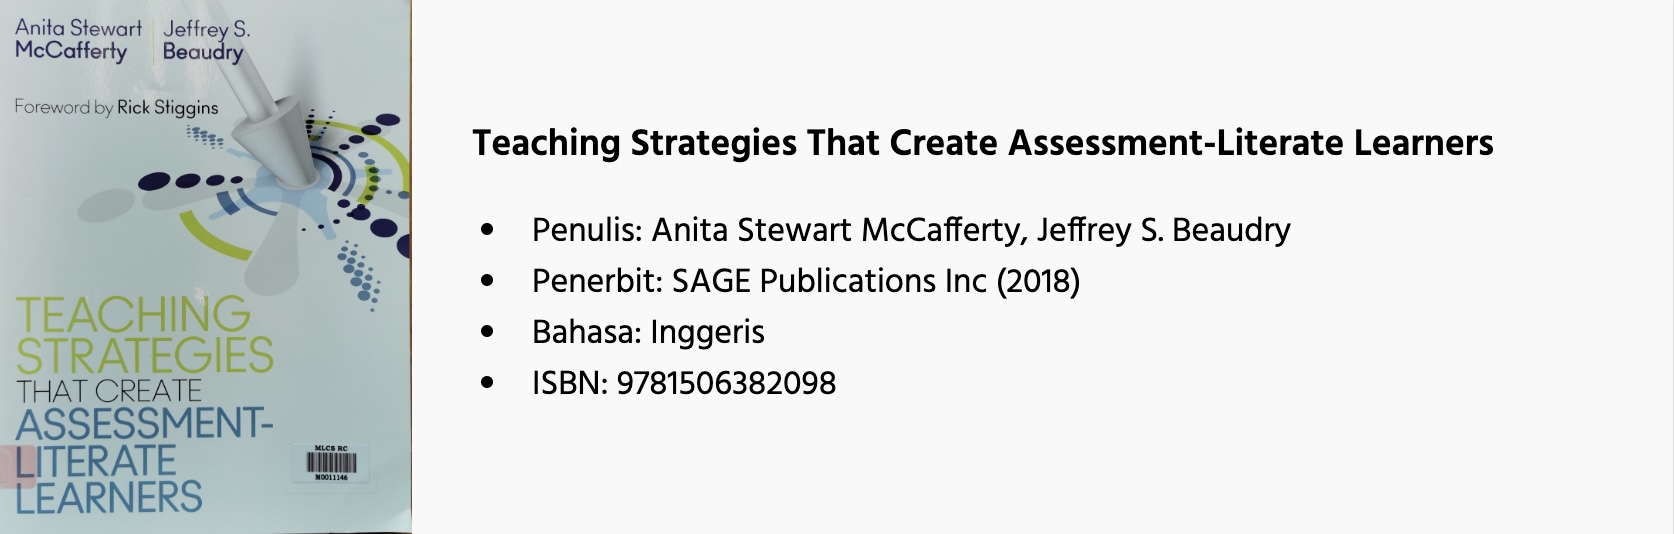 Anita Stewart
McCafferty
Jeffrey S.
Beaudry
Foreword by Rick Stiggins
TEACHING
STRATEGIES
THAT CREATE
ASSESSMENT-
LITERATE
LEARNERS
MLCB RC
M0011146
Teaching Strategies That Create Assessment-Literate Learners
• Penulis: Anita Stewart McCafferty, Jeffrey S. Beaudry
• Penerbit: SAGE Publications Inc (2018)
• Bahasa: Inggeris
• ISBN: 9781506382098